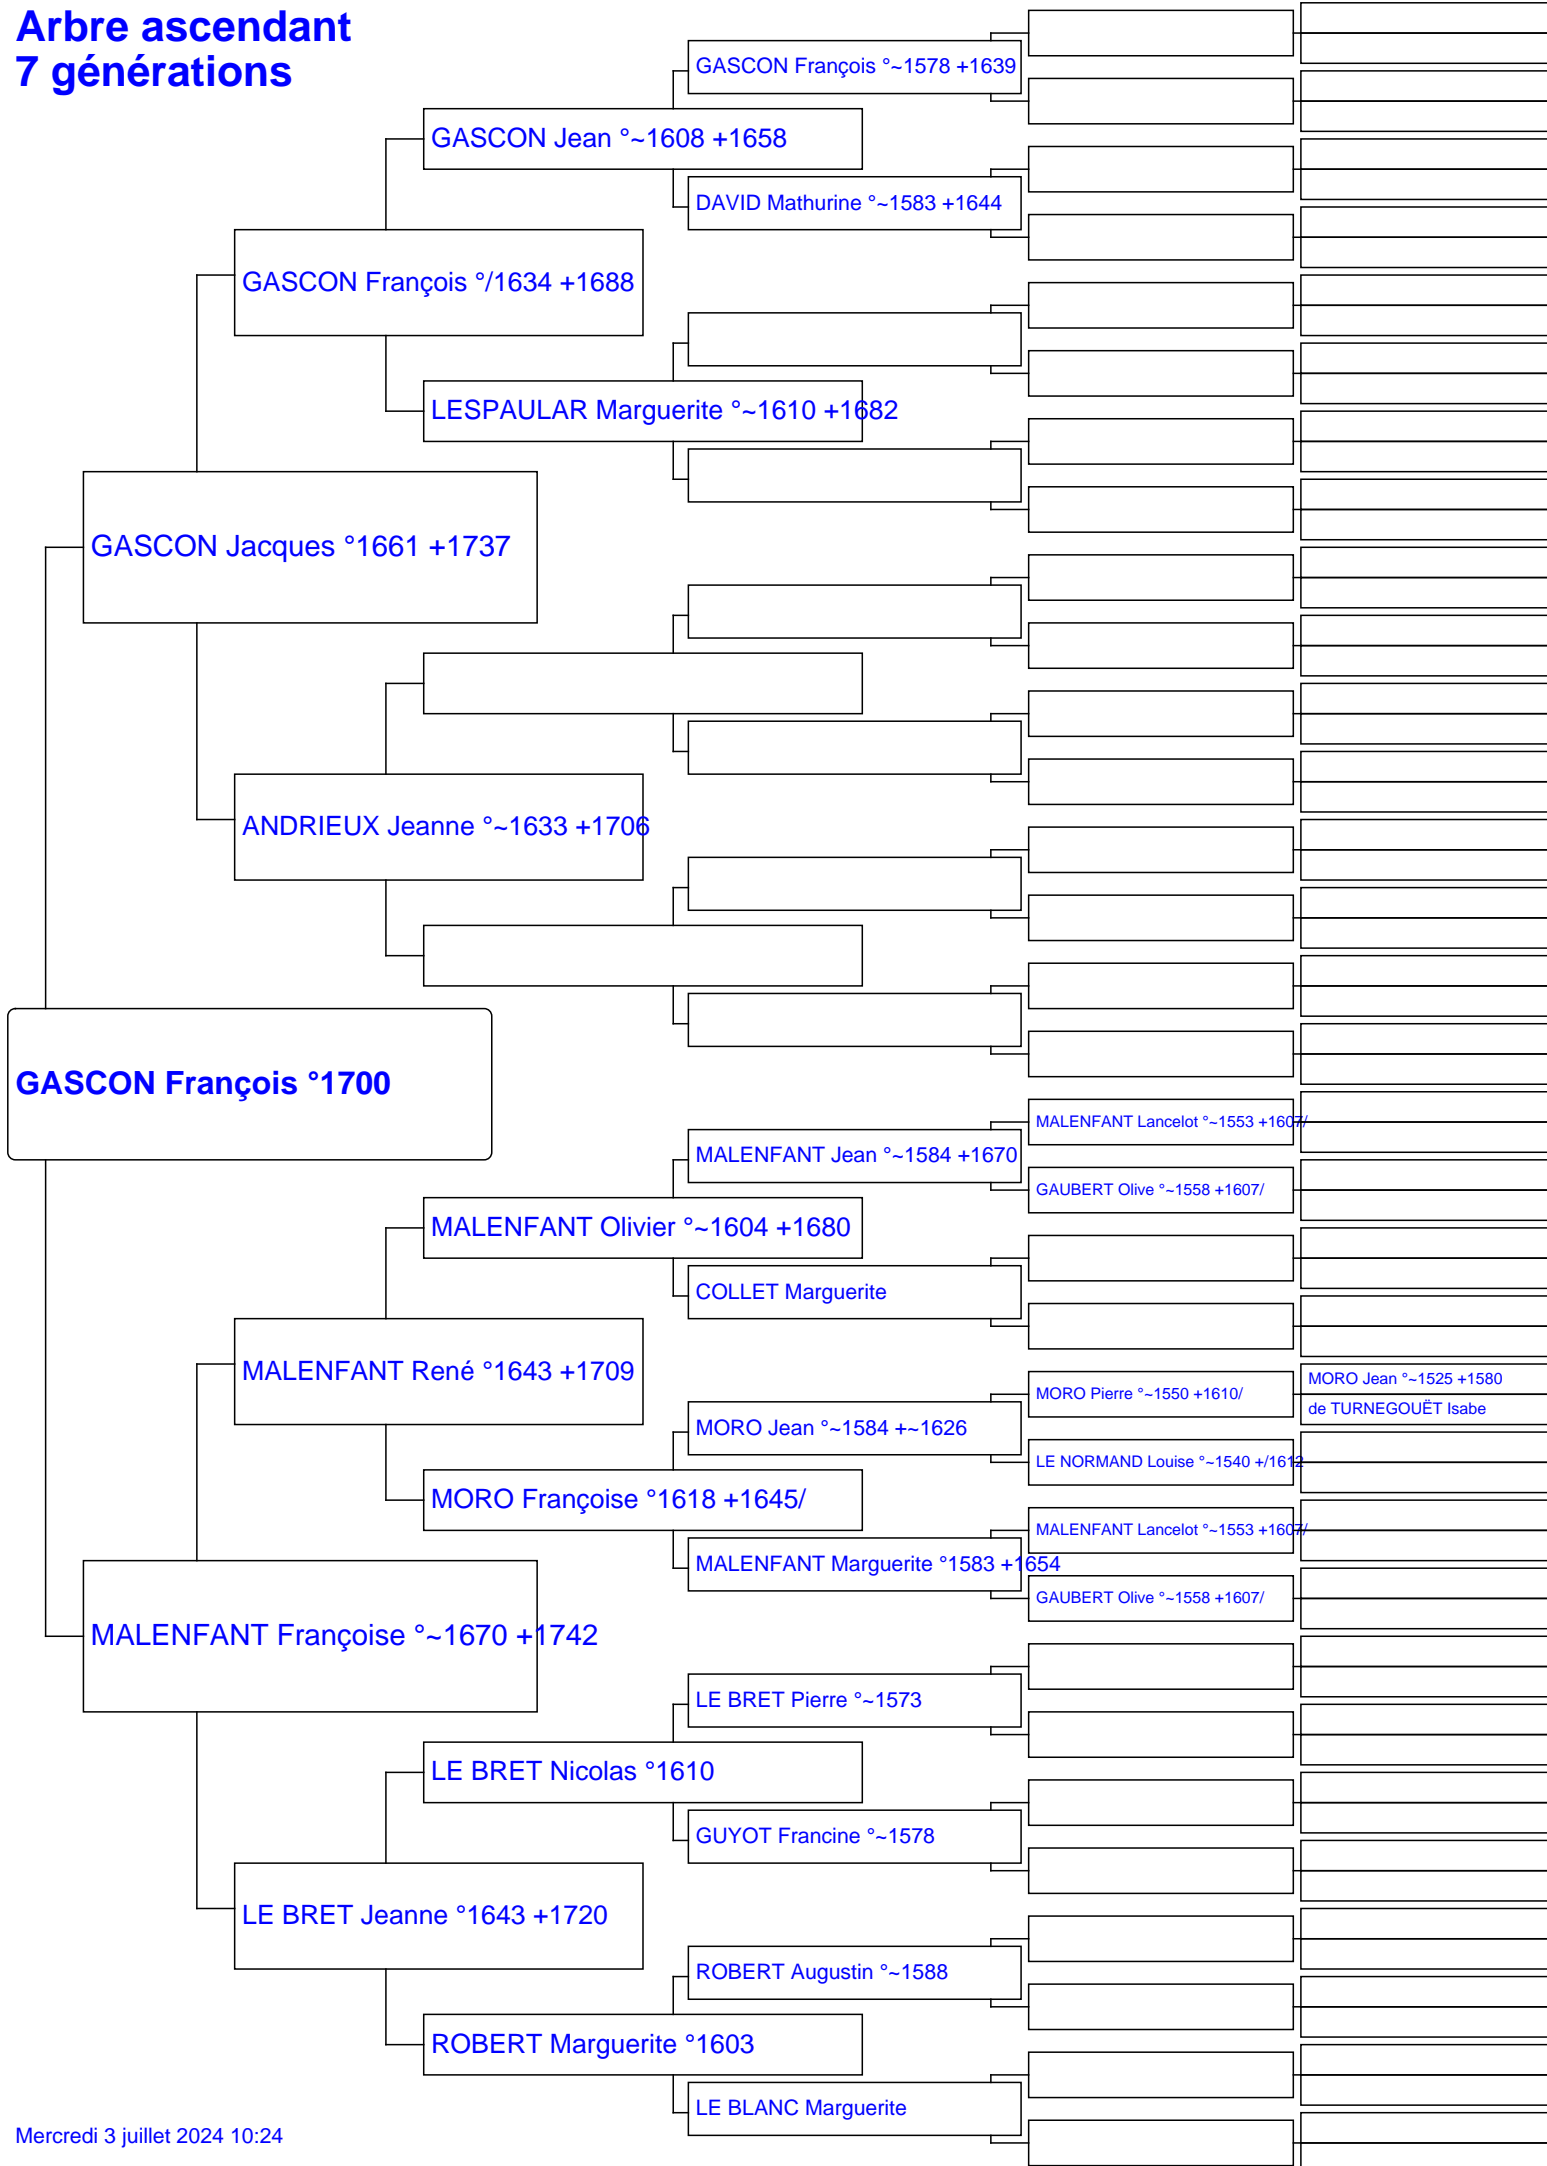 Arbre ascendant
7 générations
GASCON François °~1578 +1639
GASCON Jean °~1608 +1658
DAVID Mathurine °~1583 +1644
GASCON François °/1634 +1688
LESPAULAR Marguerite °~1610 +1682
GASCON Jacques °1661 +1737
ANDRIEUX Jeanne °~1633 +1706
GASCON François °1700
MALENFANT Lancelot °~1553 +1607/
MALENFANT Jean °~1584 +1670
GAUBERT Olive °~1558 +1607/
MALENFANT Olivier °~1604 +1680
COLLET Marguerite
MALENFANT René °1643 +1709
MORO Jean °~1525 +1580
MORO Pierre °~1550 +1610/
de TURNEGOUËT Isabe
MORO Jean °~1584 +~1626
LE NORMAND Louise °~1540 +/1612
MORO Françoise °1618 +1645/
MALENFANT Lancelot °~1553 +1607/
MALENFANT Marguerite °1583 +1654
GAUBERT Olive °~1558 +1607/
MALENFANT Françoise °~1670 +1742
LE BRET Pierre °~1573
LE BRET Nicolas °1610
GUYOT Francine °~1578
LE BRET Jeanne °1643 +1720
ROBERT Augustin °~1588
ROBERT Marguerite °1603
LE BLANC Marguerite
Mercredi 3 juillet 2024 10:24